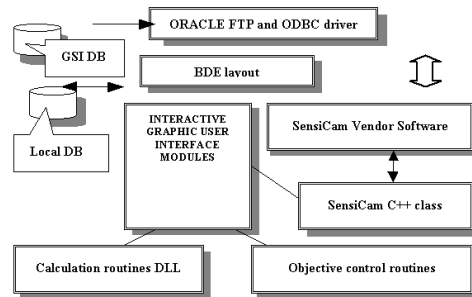 ORACLE FTP and ODBC driver
GSI DB
BDE layout
Local DB
INTERACTIVE
GRAPHIC USER
INTERFACE
MODULES
SensiCam Vendor Software
SensiCam C++ class
Calculation routines DLL
Objective control routines